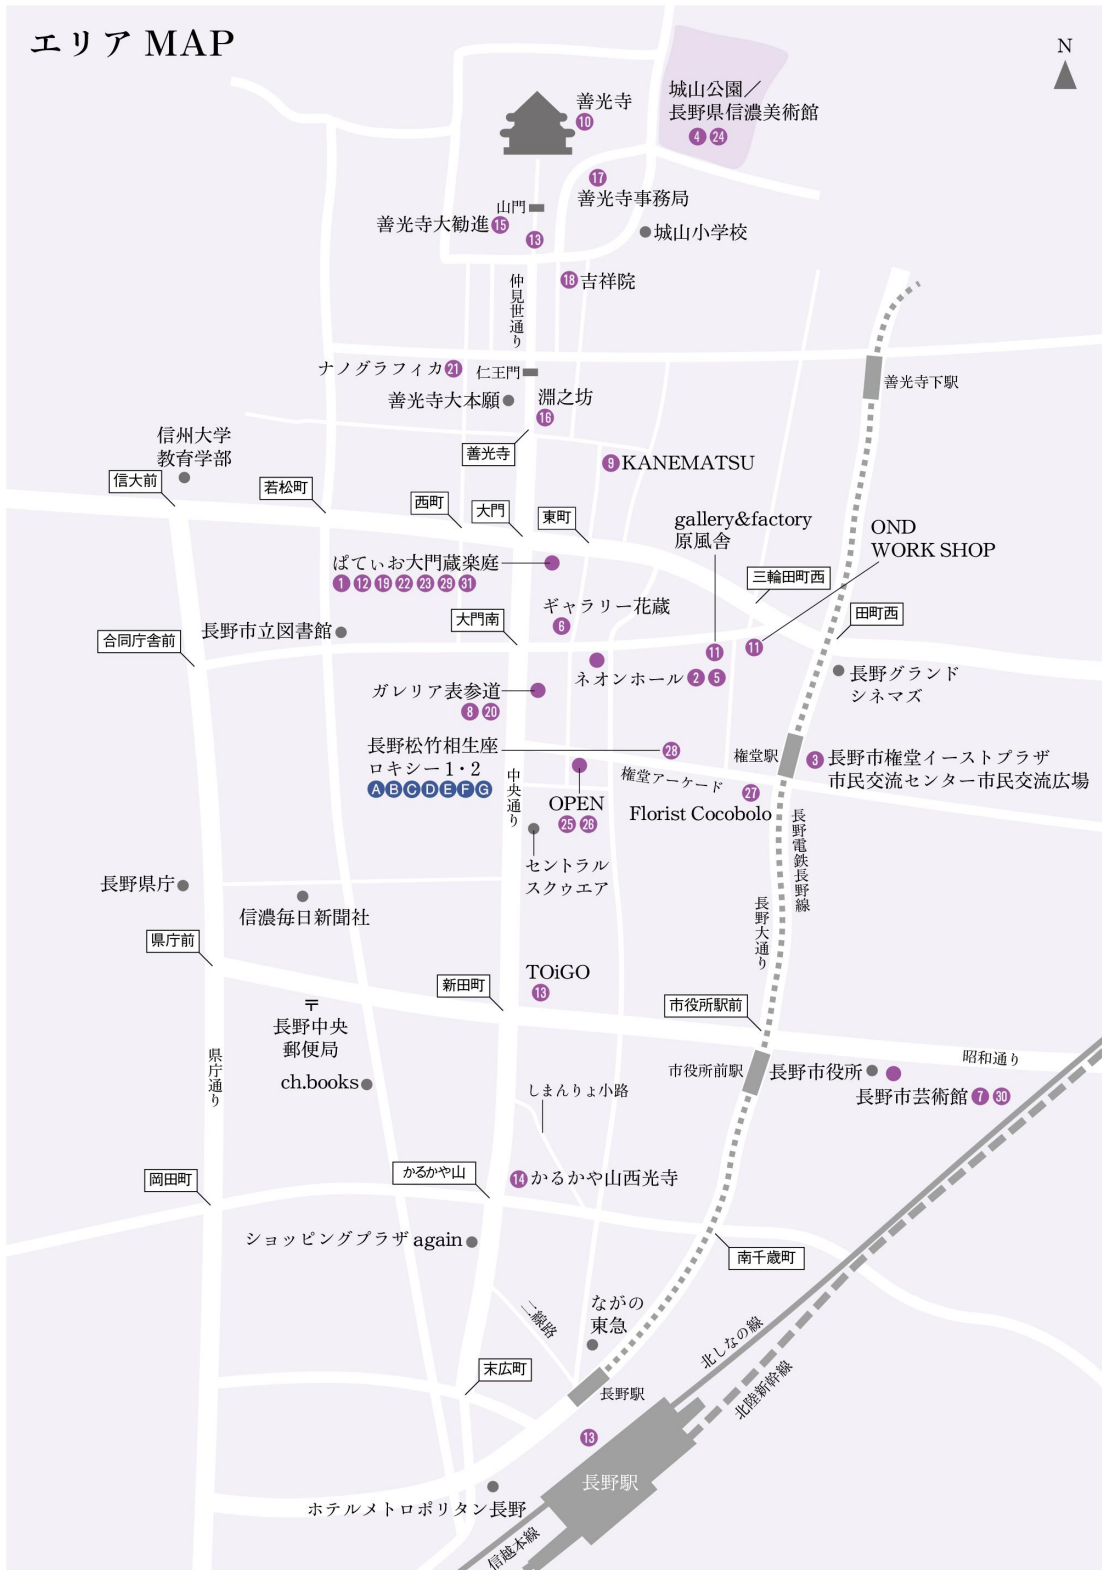 エリア MAP
N
善光寺
10
城山公園／
長野県信濃美術館
4 24
17
善光寺事務局
山門
善光寺大勧進 15
13
城山小学校
18 吉祥院
仲見世通り
ナノグラフィカ 21
仁王門
善光寺大本願
淵之坊
16
善光寺下駅
善光寺
信州大学
教育学部
信大前
若松町
西町
大門
東町
9 KANEMATSU
gallery&factory
原風舎
OND
WORK SHOP
ぱてぃお大門蔵楽庭
1 12 19 22 23 29 31
三輪田町西
田町西
ギャラリー花蔵
6
大門南
長野市立図書館
合同庁舎前
11
11
ネオンホール 2 5
長野グランド
シネマズ
ガレリア表参道
8 20
長野松竹相生座
ロキシー 1・2
A B C D E F G
28
権堂駅
3 長野市権堂イーストプラザ
市民交流センター市民交流広場
中央通り
権堂アーケード
27
Florist Cocobolo
OPEN
25 26
長野電鉄長野線
セントラル
スクゥエア
長野県庁
信濃毎日新聞社
長野大通り
県庁前
TOiGO
13
新田町
市役所駅前
〒
長野中央
郵便局
昭和通り
県庁通り
市役所前駅
長野市役所
ch.books
長野市芸術館 7 30
しまんりょ小路
岡田町
かるかや山
14 かるかや山西光寺
ショッピングプラザ again
南千歳町
二線路
ながの
東急
北しなの線
末広町
長野駅
北陸新幹線
13
長野駅
ホテルメトロポリタン長野
信越本線